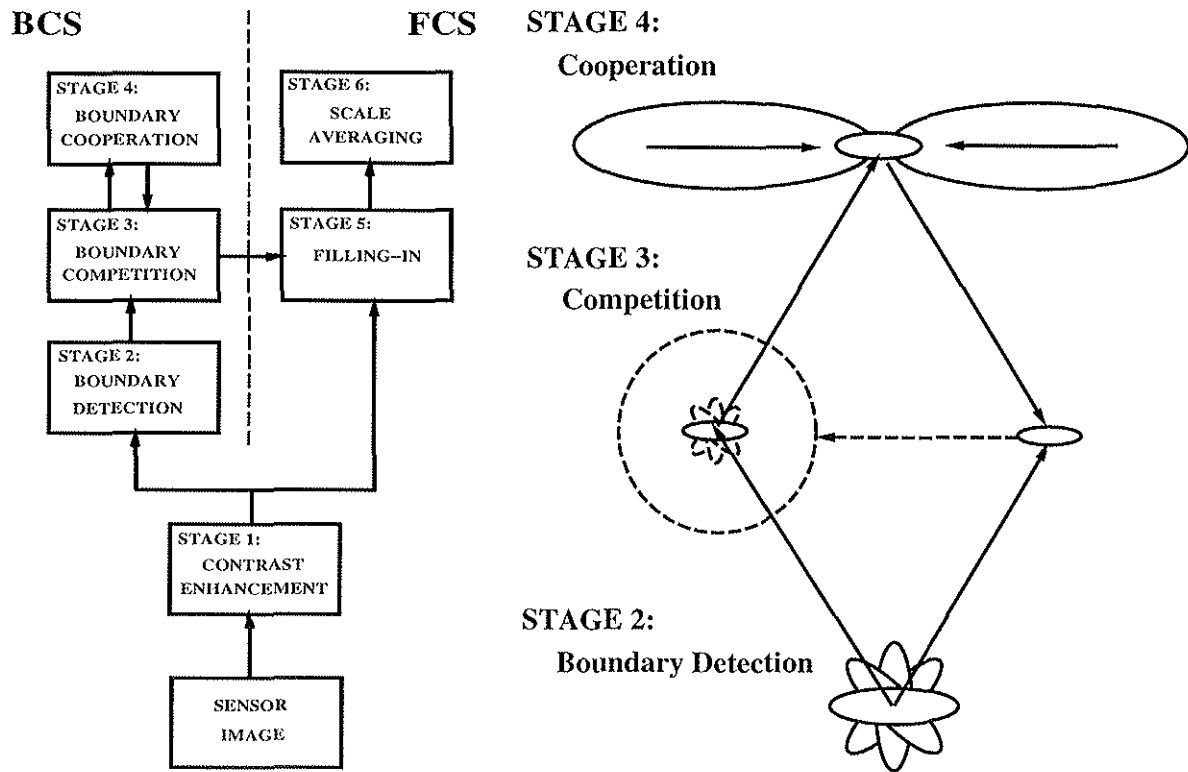 BCS
FCS
STAGE 4:
BOUNDARY
COOPERATION
STAGE 6:
SCALE
AVERAGING
STAGE 3:
BOUNDARY
COMPETITION
STAGE 5:
FILLING-IN
STAGE 2:
BOUNDARY
DETECTION
STAGE 1:
CONTRAST
ENHANCEMENT
SENSOR
IMAGE
STAGE 4:
Cooperation
STAGE 3:
Competition
STAGE 2:
Boundary Detection